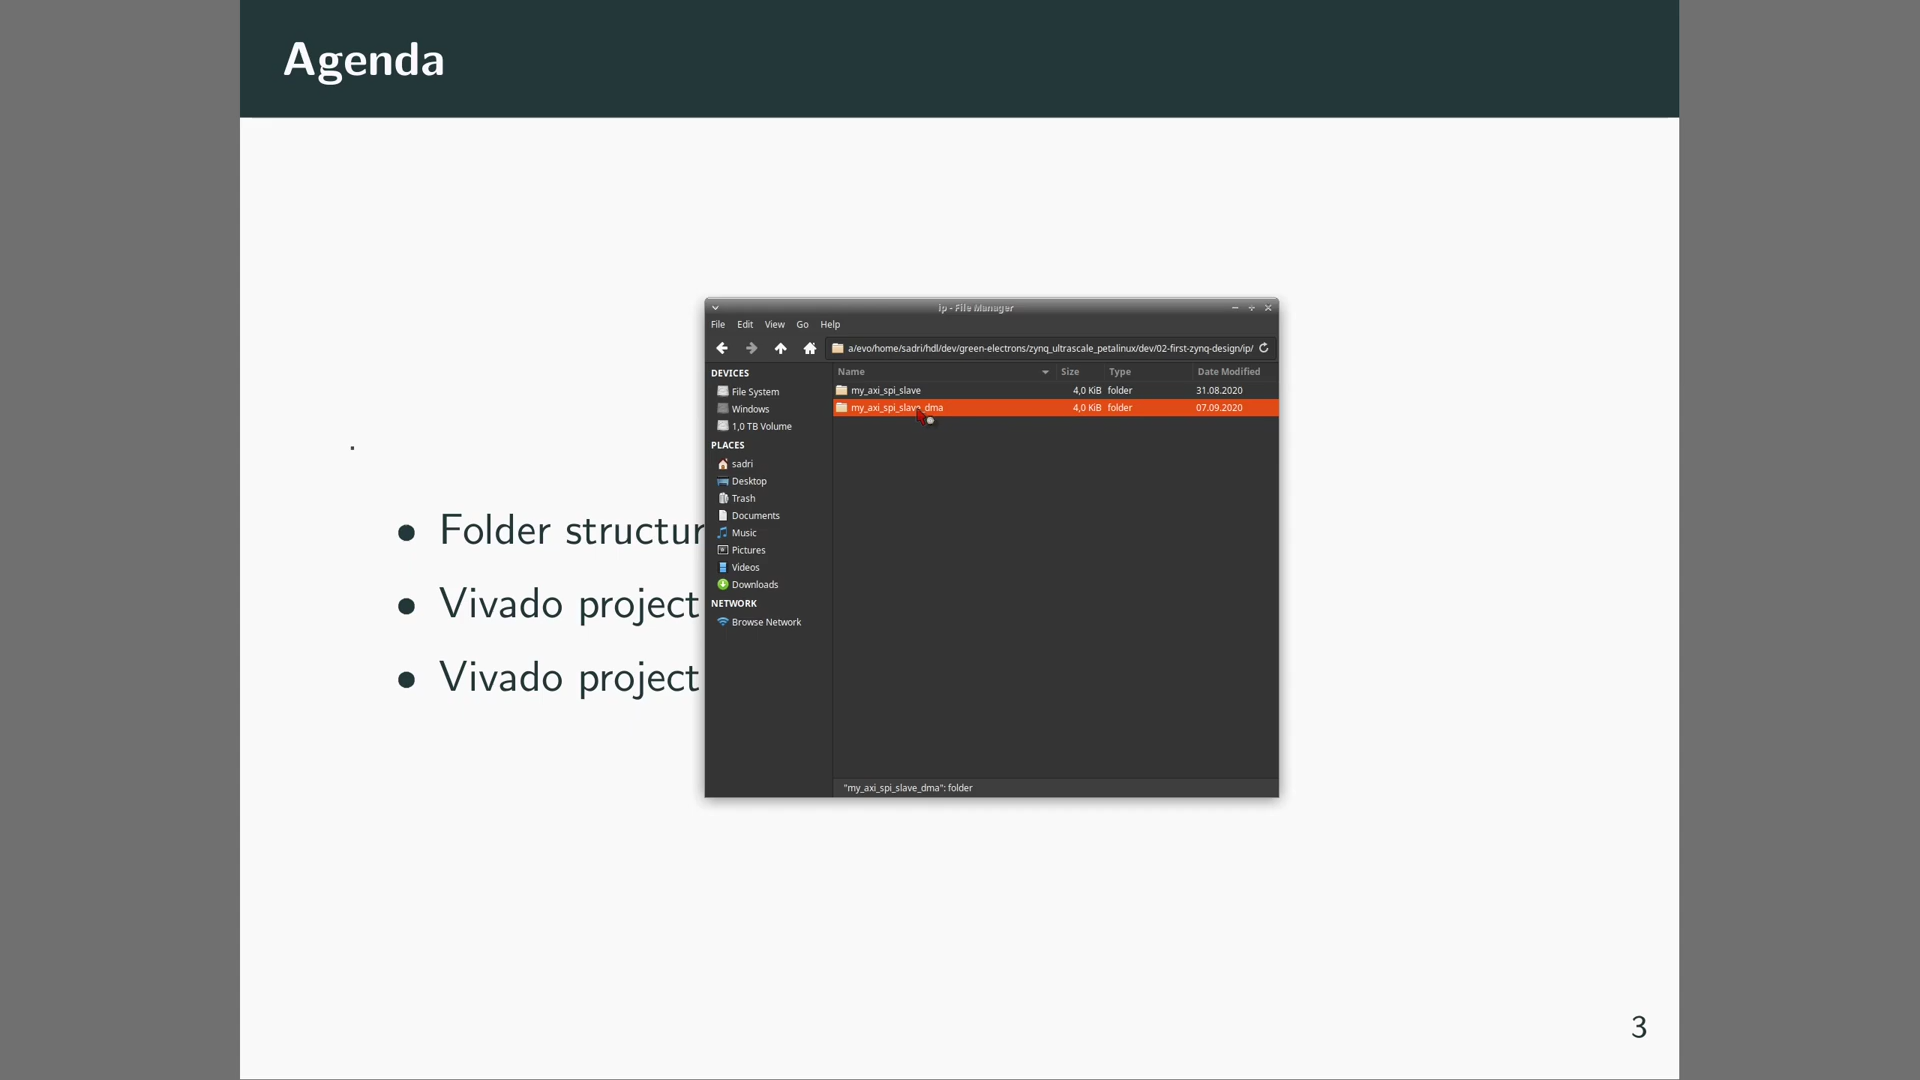 Agenda
ip - File Manager
File Edit View Go Help
a/evo/home/sadri/hdl/dev/green-electrons/zynq_ultrascale_petalinux/dev/02-first-zynq-design/ip/
DEVICES
File System
Windows
1,0 TB Volume
PLACES
sadri
Desktop
Trash
Documents
Music
Pictures
Videos
Downloads
NETWORK
Browse Network
Name Size Type Date Modified
my_axi_spi_slave 4,0 KiB folder 31.08.2020
my_axi_spi_slave_dma 4,0 KiB folder 07.09.2020
"my_axi_spi_slave_dma": folder
.
• Folder structur
• Vivado project
• Vivado project
3